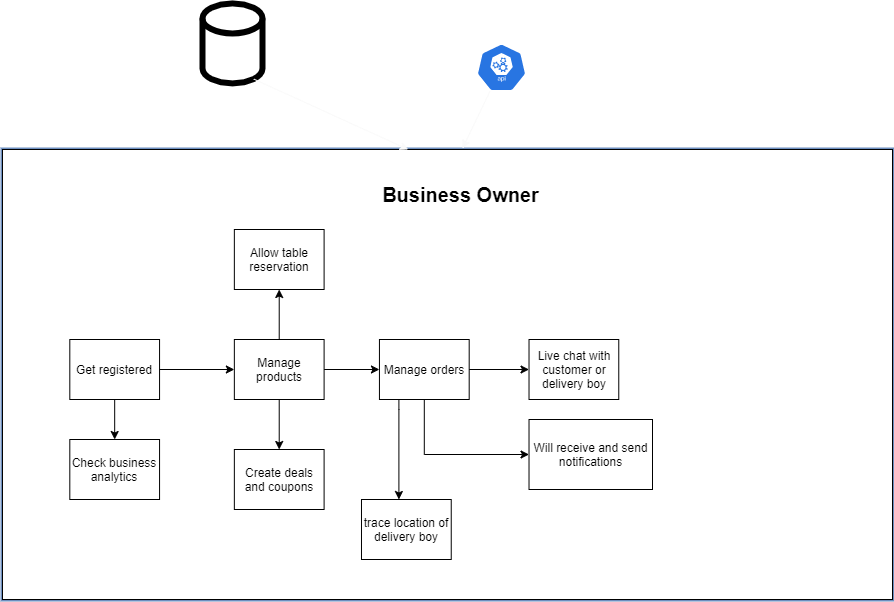 api
Business Owner
Allow table
reservation
Get registered
Manage
products
Manage orders
Live chat with
customer or
delivery boy
Check business
analytics
Create deals
and coupons
Will receive and send
notifications
trace location of
delivery boy